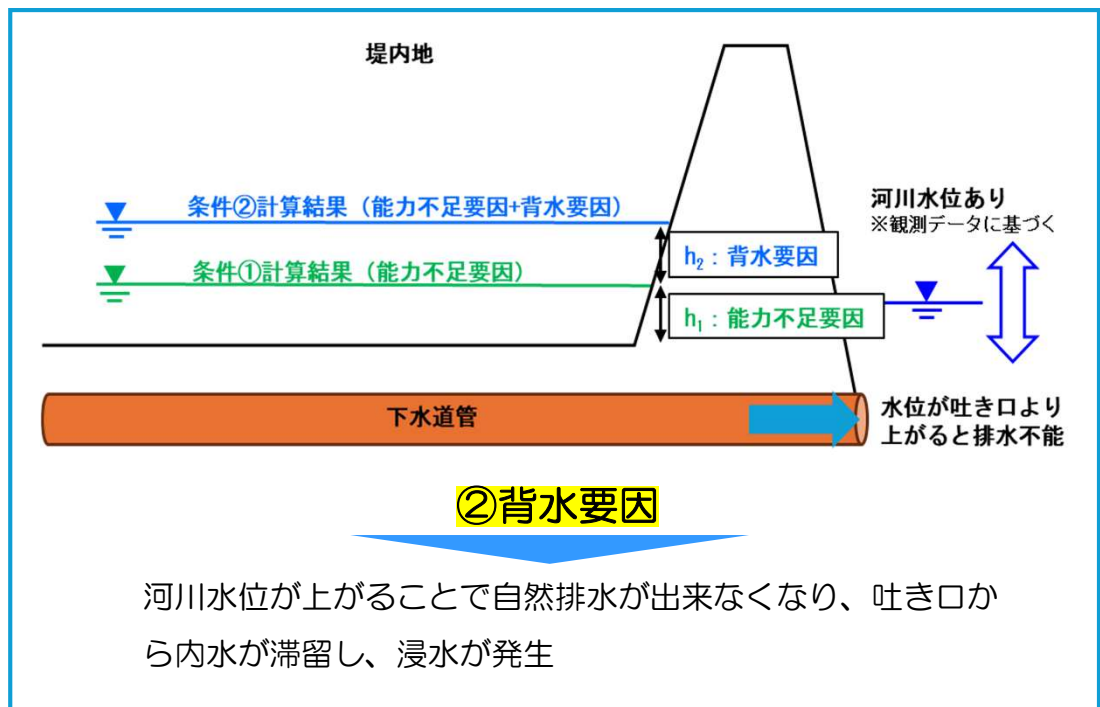 堤内地
条件②計算結果（能力不足要因+背水要因）
河川水位あり
※観測データに基づく
h₂：背水要因
条件①計算結果（能力不足要因）
h₁：能力不足要因
下水道管
水位が吐き口より
上がると排水不能
②背水要因
河川水位が上がることで自然排水が出来なくなり、吐き口か
ら内水が滞留し、浸水が発生